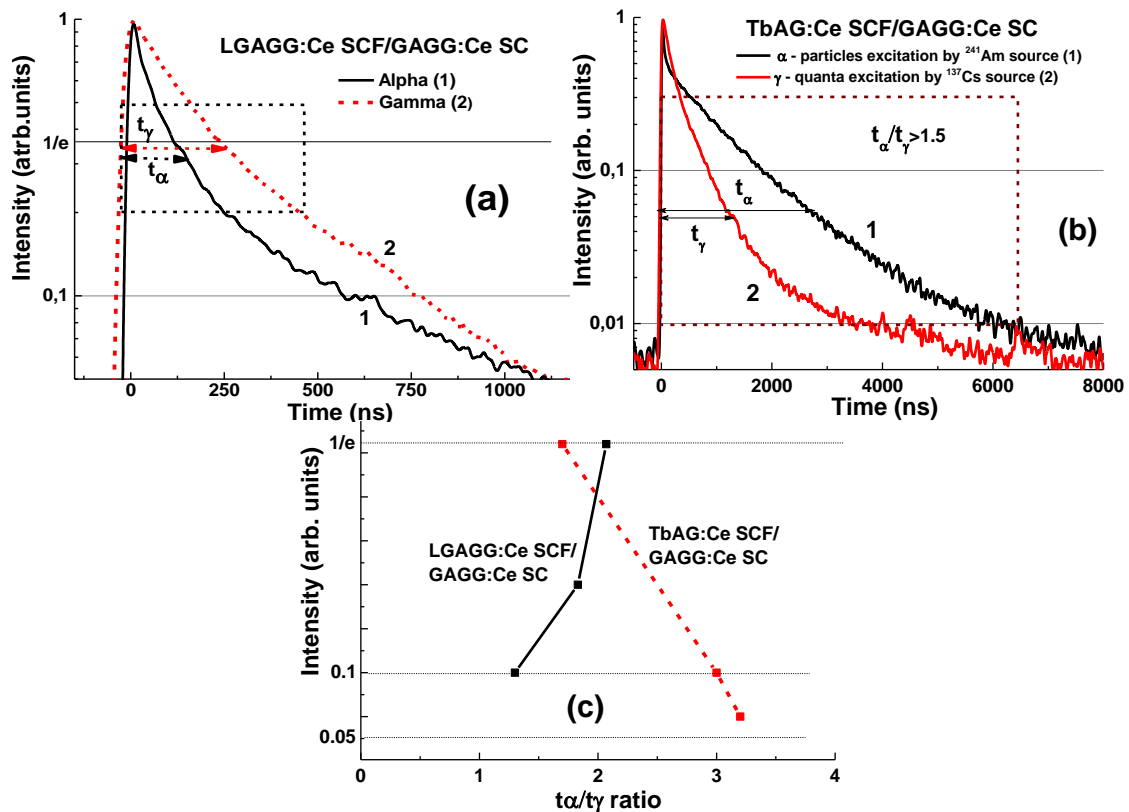 LGAGG:Ce SCF/GAGG:Ce SC
Alpha (1)
Gamma (2)
Intensity (atrb.units)
1
1/e
0,1
tγ
tα
(a)
2
1
0
250
500
750
1000
Time (ns)
TbAG:Ce SCF/GAGG:Ce SC
α - particles excitation by ²⁴¹Am source (1)
γ - quanta excitation by ¹³⁷Cs source (2)
Intensity (arb. units)
1
0,1
0,01
tα/tγ>1.5
tα
tγ
1
2
(b)
0
2000
4000
6000
8000
Time (ns)
Intensity (arb. units)
1/e
0.1
0.05
LGAGG:Ce SCF/
GAGG:Ce SC
TbAG:Ce SCF/
GAGG:Ce SC
(c)
0
1
2
3
4
tα/tγ ratio